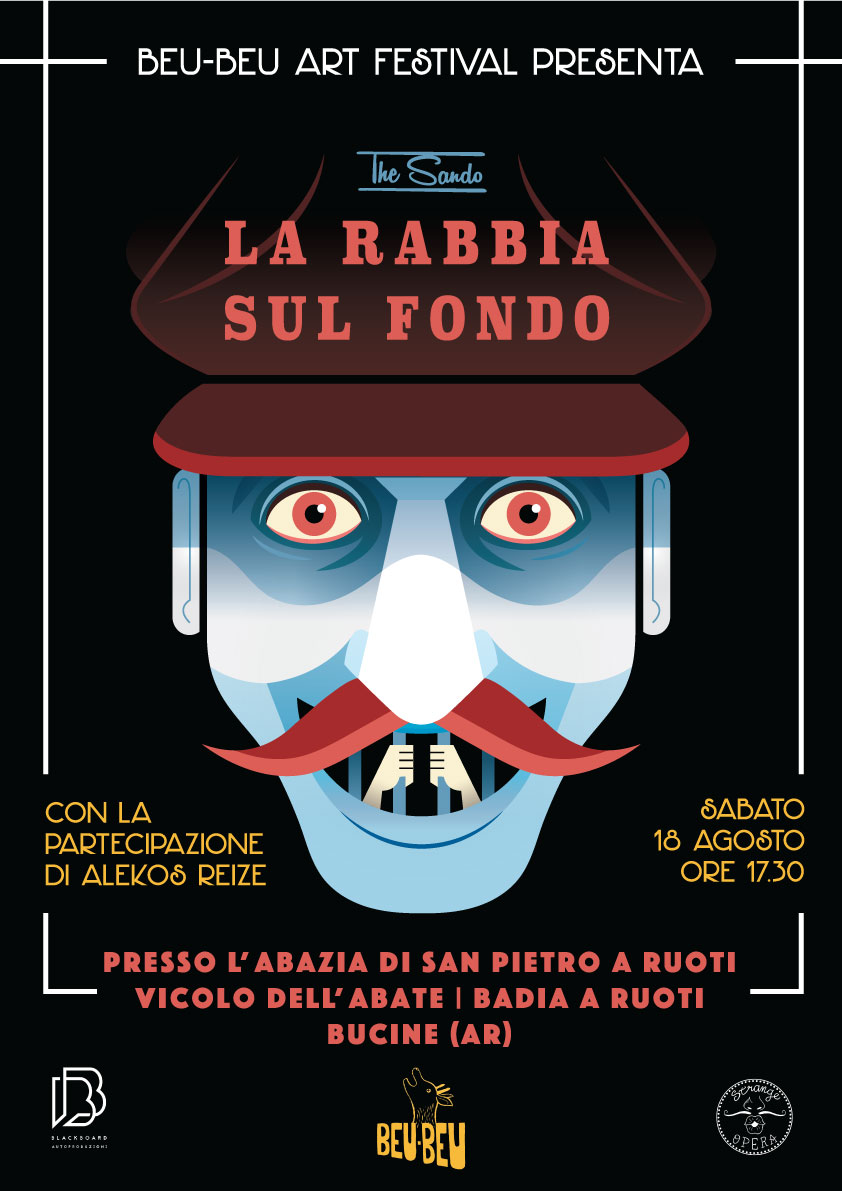 BEU-BEU ART FESTIVAL PRESENTA
The Sando
LA RABBIA
SUL FONDO
CON LA
PARTECIPAZIONE
DI ALEKOS REIZE
SABATO
18 AGOSTO
ORE 17.30
PRESSO L'ABAZIA DI SAN PIETRO A RUOTI
VICOLO DELL'ABATE | BADIA A RUOTI
BUCINE (AR)
BLACKBOARD
AUTOPRODUZIONI
BEU-BEU
Strange
OPERA